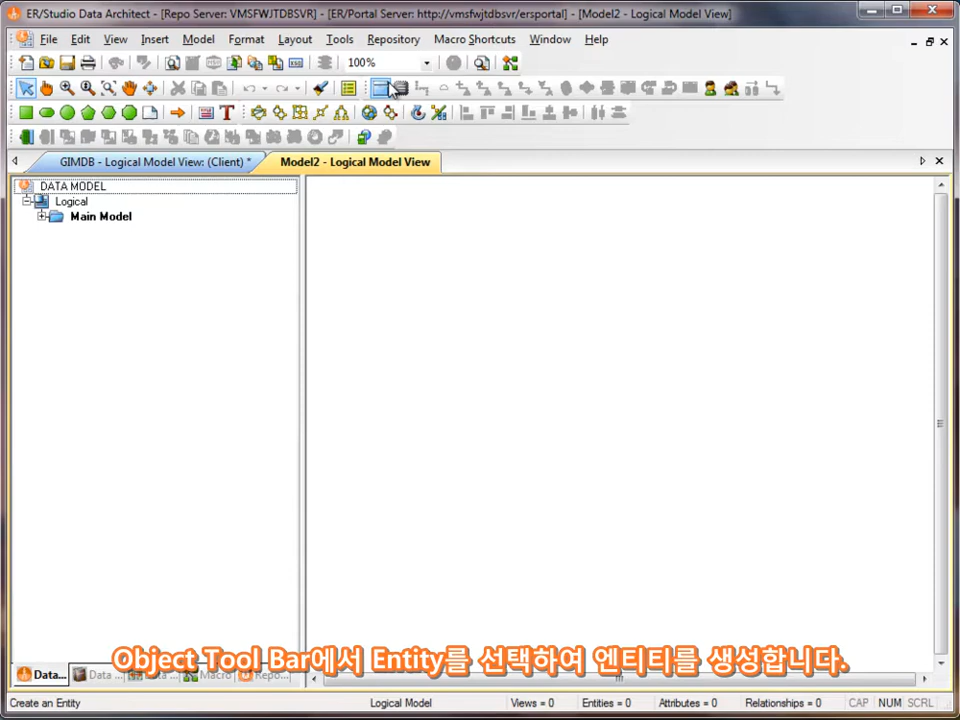 ER/Studio Data Architect - [Repo Server: VMSFWJTDBSVR] - [ER/Portal Server: http://vmsfwjtdbsvr/ersportal] - [Model2 - Logical Model View]
File Edit View Insert Model Format Layout Tools Repository Macro Shortcuts Window Help
100%
GIMDB - Logical Model View: (Client) * Model2 - Logical Model View
DATA MODEL
Logical
Main Model
Object Tool Bar에서 Entity를 선택하여 엔티티를 생성합니다.
Data... Data ... Macro Repo...
Create an Entity Logical Model Views = 0 Entities = 0 Attributes = 0 Relationships = 0 CAP NUM SCRL